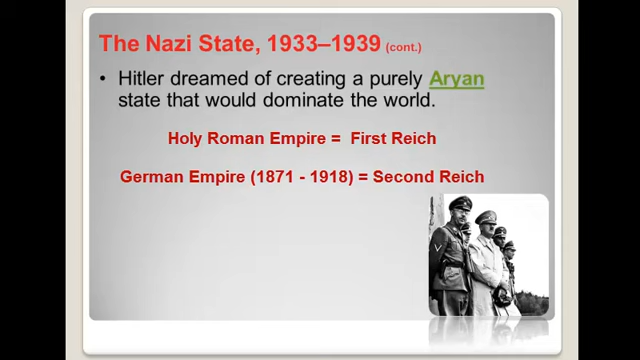 The Nazi State, 1933–1939 (cont.)
• Hitler dreamed of creating a purely Aryan
state that would dominate the world.
Holy Roman Empire = First Reich
German Empire (1871 - 1918) = Second Reich